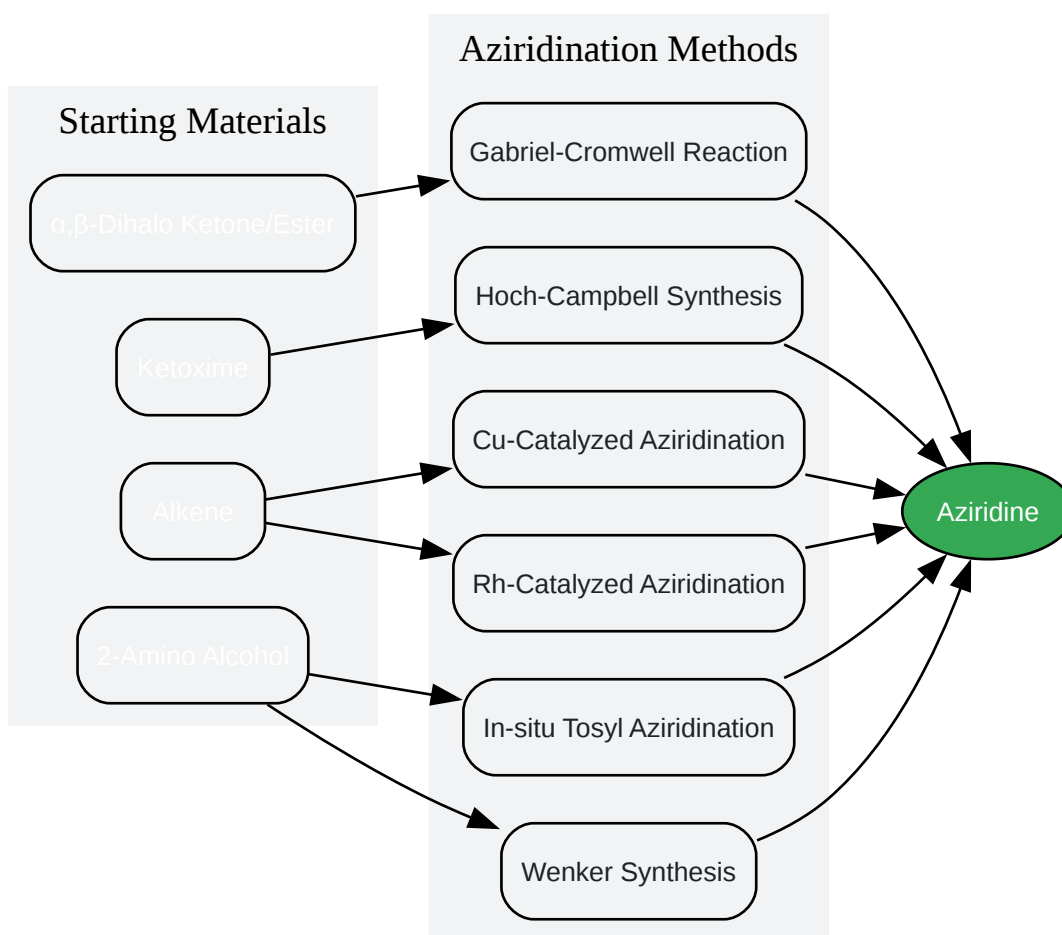 Aziridination Methods
Starting Materials
Gabriel-Cromwell Reaction
α,β-Dihalo Ketone/Ester
Hoch-Campbell Synthesis
Ketoxime
Cu-Catalyzed Aziridination
Alkene
Aziridine
Rh-Catalyzed Aziridination
2-Amino Alcohol
In-situ Tosyl Aziridination
Wenker Synthesis